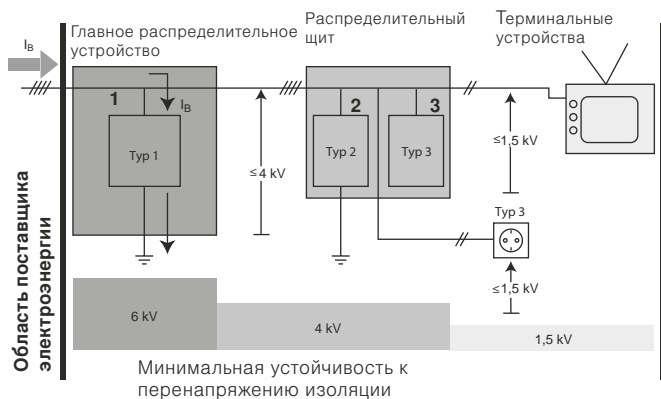 Главное распределительное
устройство
Распределительный
щит
Терминальные
устройства
I_B
1
I_B
2
3
Typ 1
Typ 2
Typ 3
≤4 kV
≤1,5 kV
Typ 3
≤1,5 kV
Область поставщика
электроэнергии
6 kV
4 kV
1,5 kV
Минимальная устойчивость к
перенапряжению изоляции